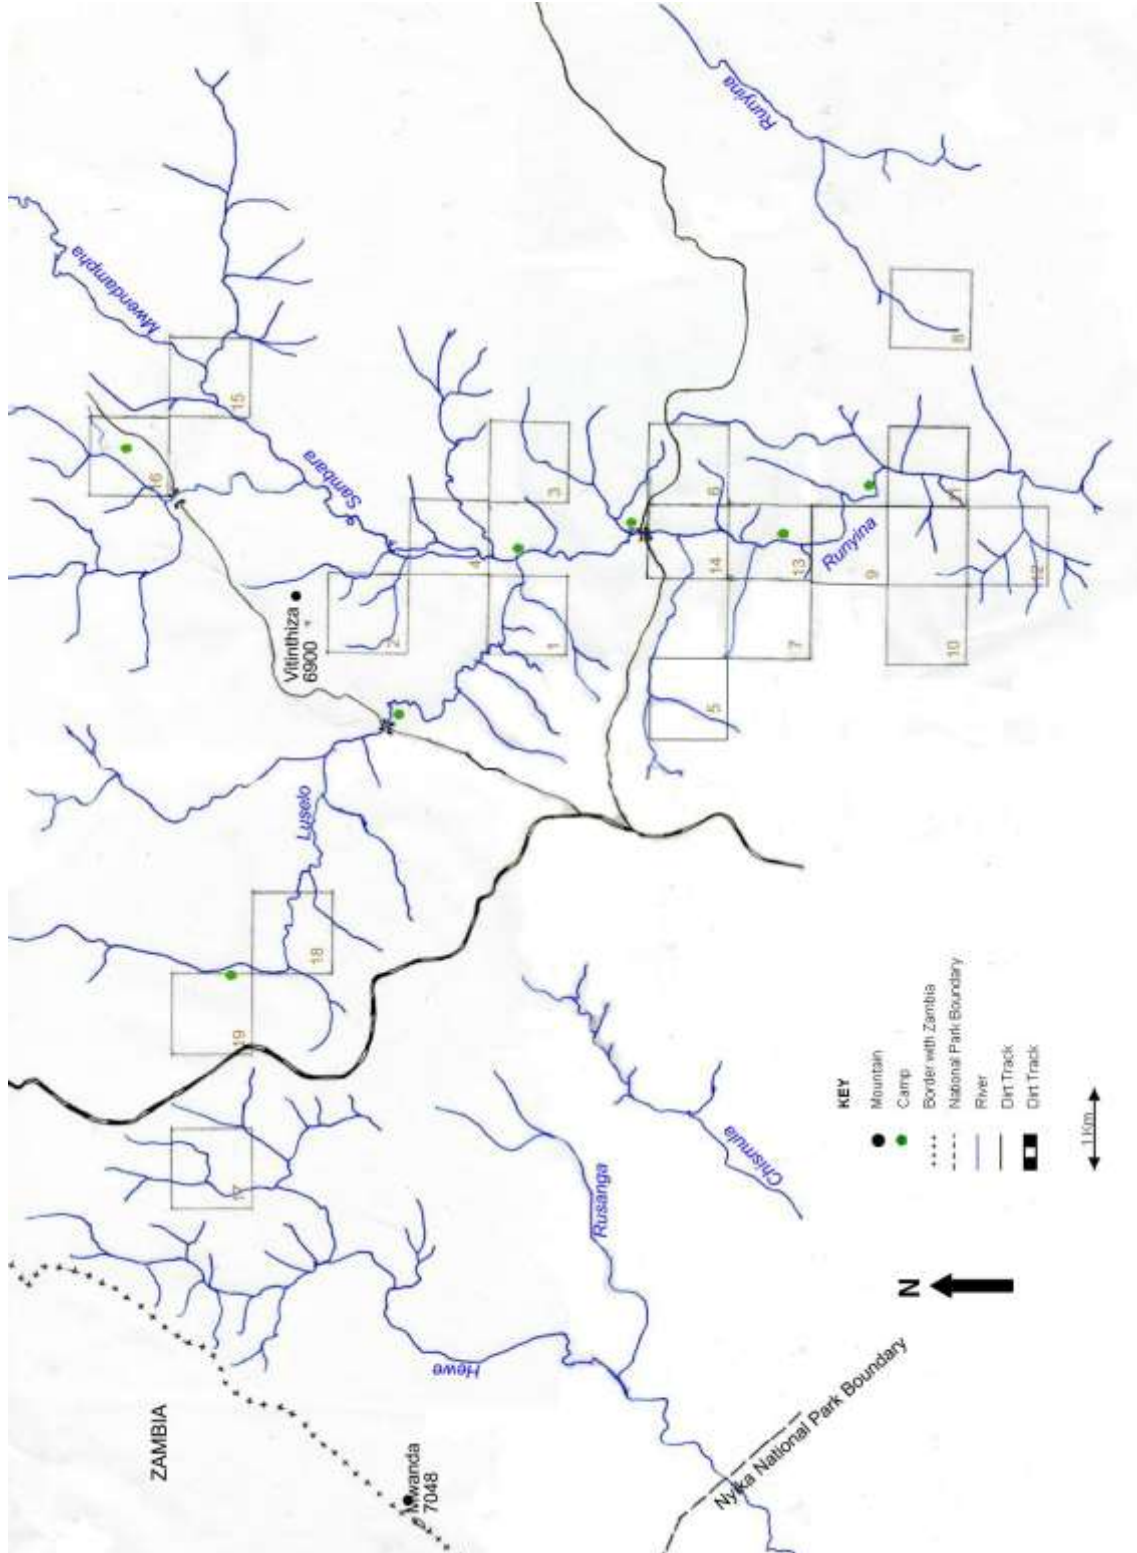 Runyina
Mwendampha
15
16
Sambara
3
4
Vitinthiza
6900
2
1
8
6
14
13
11
Runyina
9
12
10
7
5
Luselo
18
19
17
Chismula
Rusanga
Hewe
ZAMBIA
Mwanda
7048
Nyika National Park Boundary
N
KEY
Mountain
Camp
Border with Zambia
National Park Boundary
River
Dirt Track
Dirt Track
1 Km